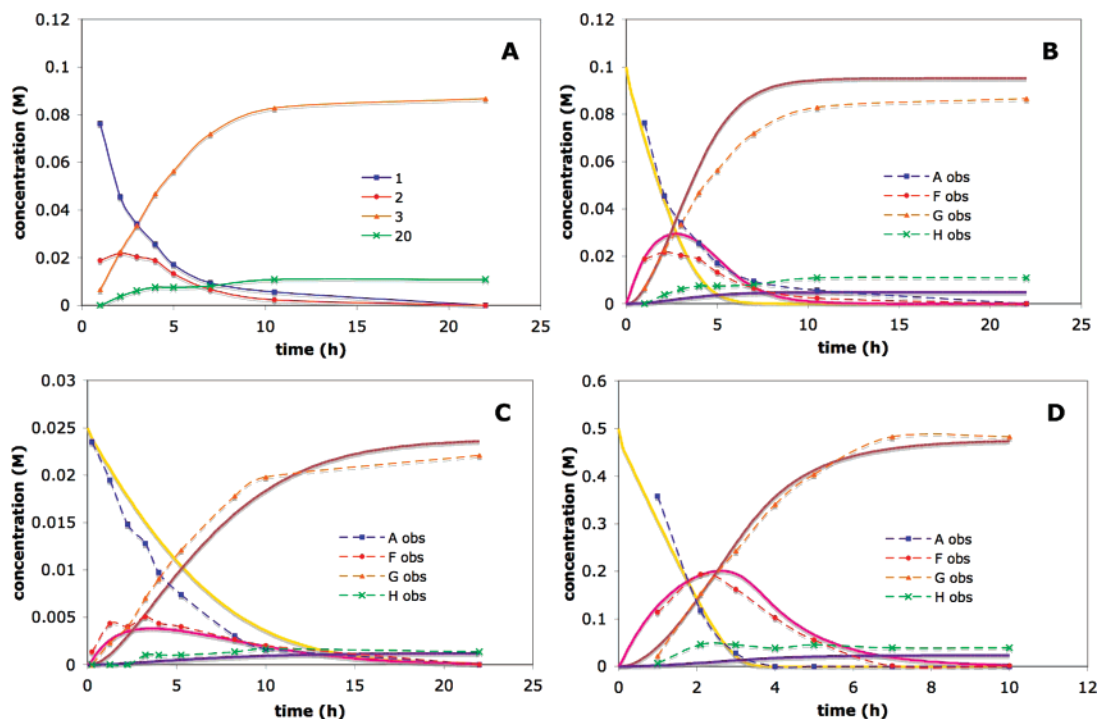 A
0.12
0.1
0.08
0.06
0.04
0.02
0
concentration (M)
1
2
3
20
0 5 10 15 20 25
time (h)
B
0.12
0.1
0.08
0.06
0.04
0.02
0
concentration (M)
A obs
F obs
G obs
H obs
0 5 10 15 20 25
time (h)
C
0.03
0.025
0.02
0.015
0.01
0.005
0
concentration (M)
A obs
F obs
G obs
H obs
0 5 10 15 20 25
time (h)
D
0.6
0.5
0.4
0.3
0.2
0.1
0
concentration (M)
A obs
F obs
G obs
H obs
0 2 4 6 8 10 12
time (h)